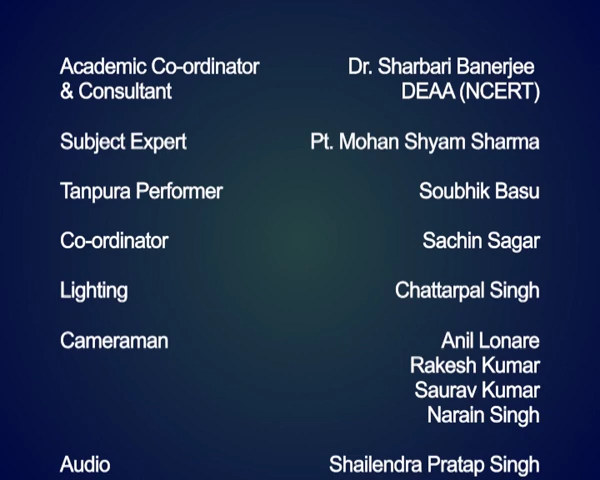 Academic Co-ordinator Dr. Sharbari Banerjee
& Consultant DEAA (NCERT)
Subject Expert Pt. Mohan Shyam Sharma
Tanpura Performer Soubhik Basu
Co-ordinator Sachin Sagar
Lighting Chattarpal Singh
Cameraman Anil Lonare
Rakesh Kumar
Saurav Kumar
Narain Singh
Audio Shailendra Pratap Singh